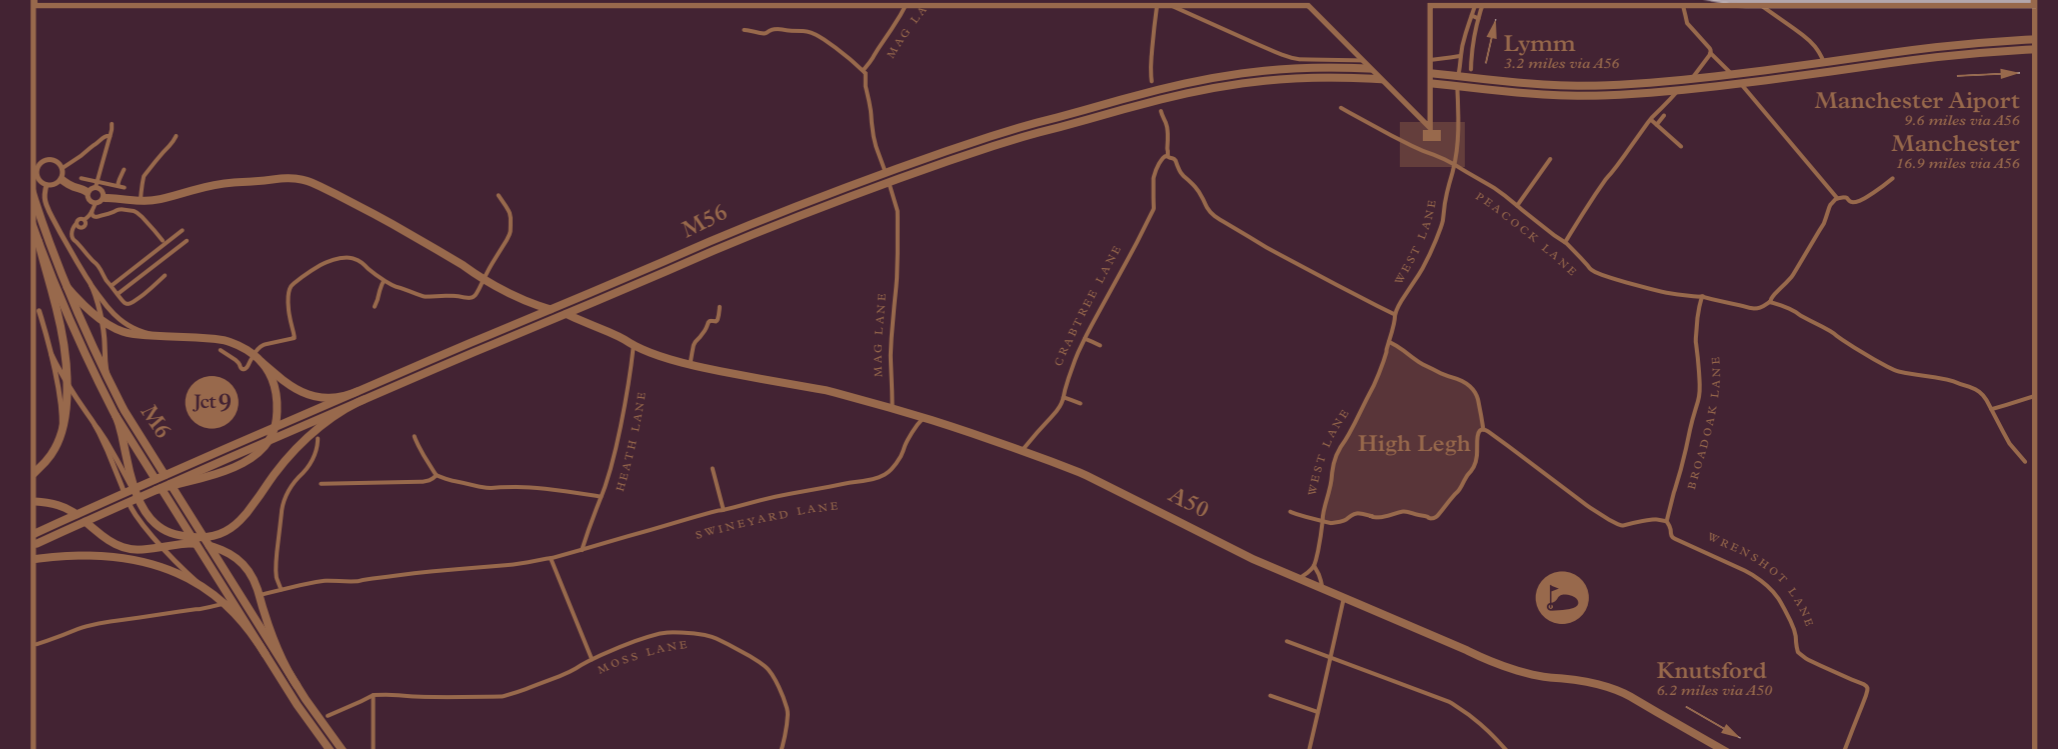 MAG LA
Lymm
3.2 miles via A56
Manchester Aiport
9.6 miles via A56
Manchester
16.9 miles via A56
M56
PEACOCK LANE
WEST LANE
CRABTREE LANE
MAG LANE
Jct 9
M6
HEATH LANE
BROADOAK LANE
WEST LANE
High Legh
A50
SWINEYARD LANE
WRENSHOT LANE
MOSS LANE
Knutsford
6.2 miles via A50